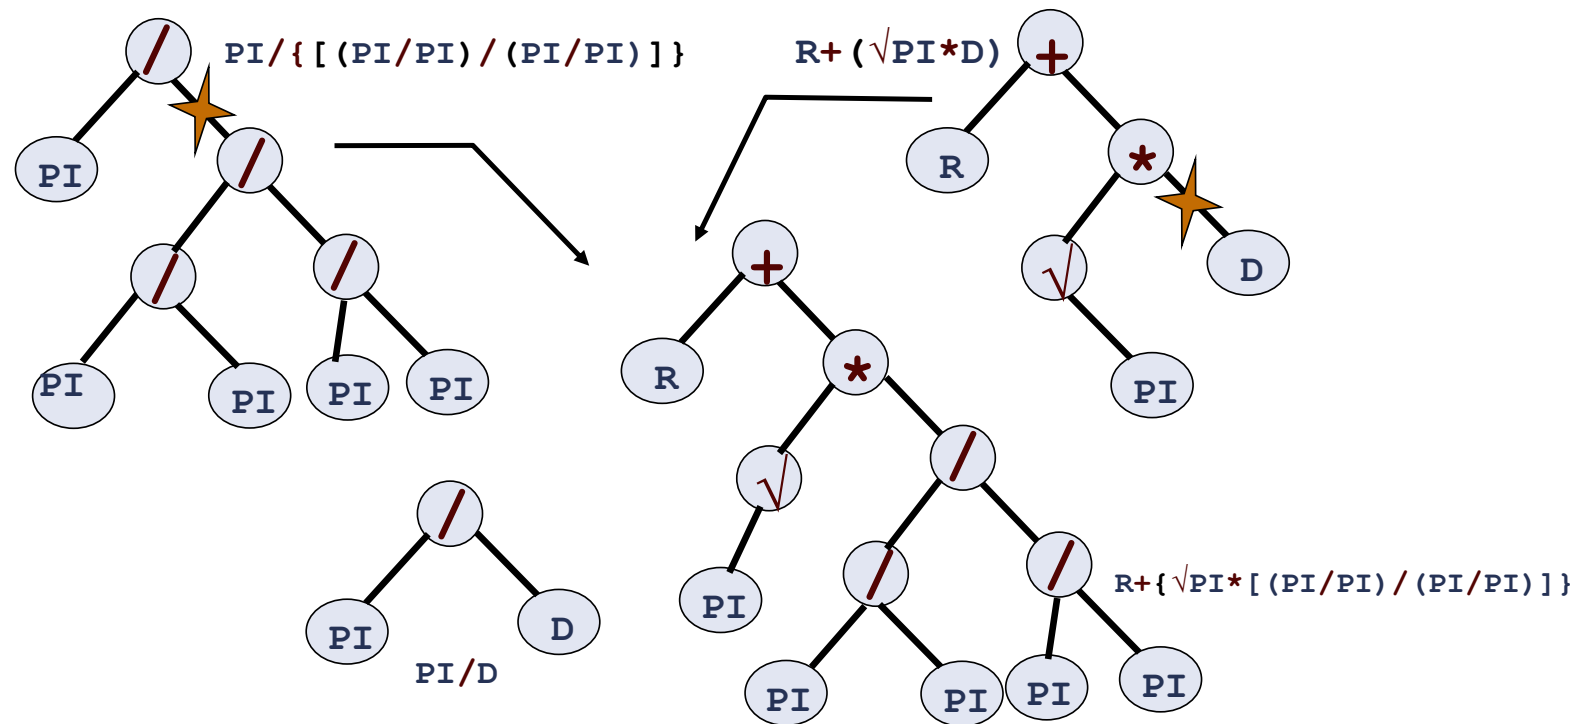 /
PI/{[(PI/PI)/(PI/PI)]}
PI
/
/
/
PI
PI
PI
PI
R+(√PI*D)
+
R
*
√
D
PI
+
R
*
√
/
PI
/
/
PI
PI
PI
PI
R+{√PI*[(PI/PI)/(PI/PI)]}
/
PI
D
PI/D